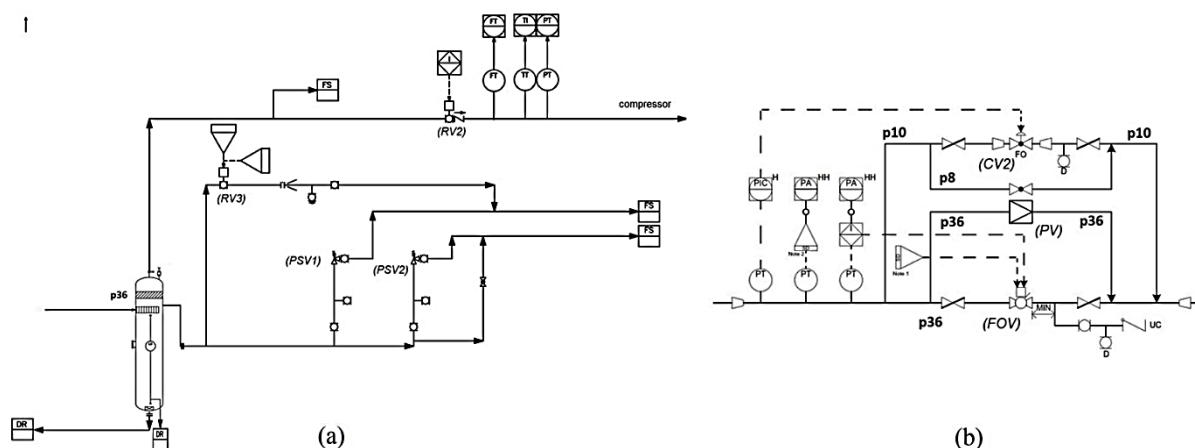 FT
TI
PT
FT
TT
PT
I
FS
compressor
(RV2)
(RV3)
FS
FS
(PSV1)
(PSV2)
p36
DR
DR
(a)
PIC
H
PA
HH
PA
HH
p10
p10
(CV2)
FO
D
p8
p36
p36
(PV)
Note 2
Note 1
PT
PT
PT
p36
(FOV)
MIN
UC
D
(b)